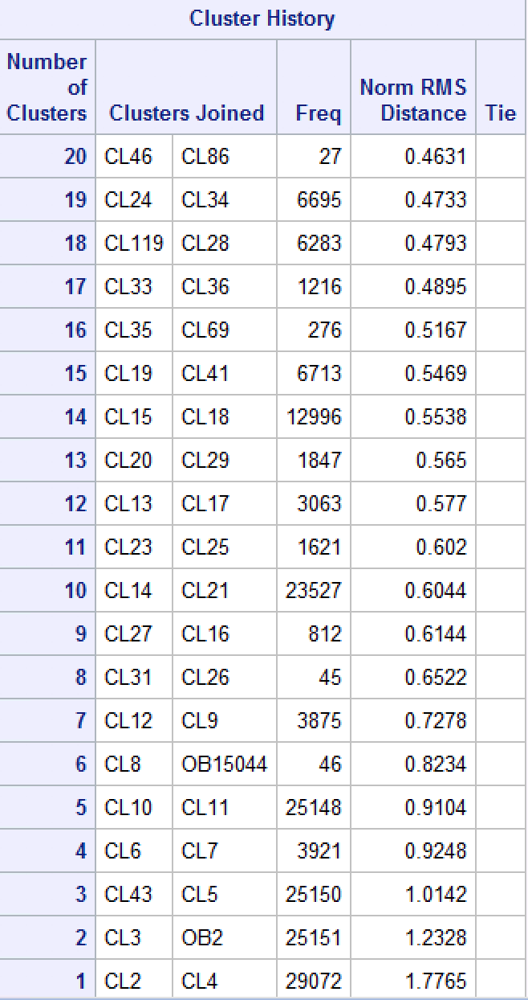 Cluster History
Number of Clusters Clusters Joined Freq Norm RMS Distance Tie
20 CL46 CL86 27 0.4631
19 CL24 CL34 6695 0.4733
18 CL119 CL28 6283 0.4793
17 CL33 CL36 1216 0.4895
16 CL35 CL69 276 0.5167
15 CL19 CL41 6713 0.5469
14 CL15 CL18 12996 0.5538
13 CL20 CL29 1847 0.565
12 CL13 CL17 3063 0.577
11 CL23 CL25 1621 0.602
10 CL14 CL21 23527 0.6044
9 CL27 CL16 812 0.6144
8 CL31 CL26 45 0.6522
7 CL12 CL9 3875 0.7278
6 CL8 OB15044 46 0.8234
5 CL10 CL11 25148 0.9104
4 CL6 CL7 3921 0.9248
3 CL43 CL5 25150 1.0142
2 CL3 OB2 25151 1.2328
1 CL2 CL4 29072 1.7765